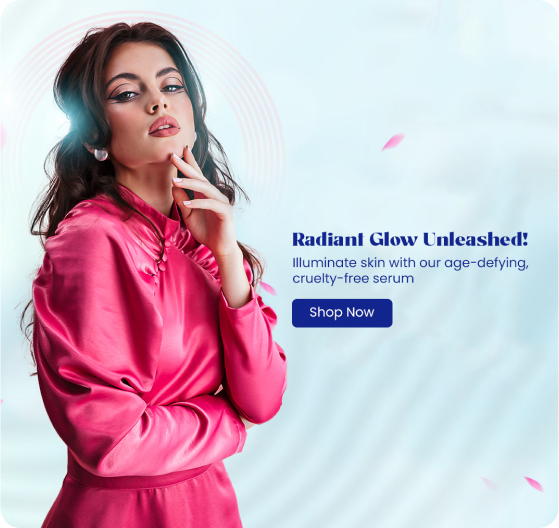 Radiant Glow Unleashed!
Illuminate skin with our age-defying,
cruelty-free serum
Shop Now